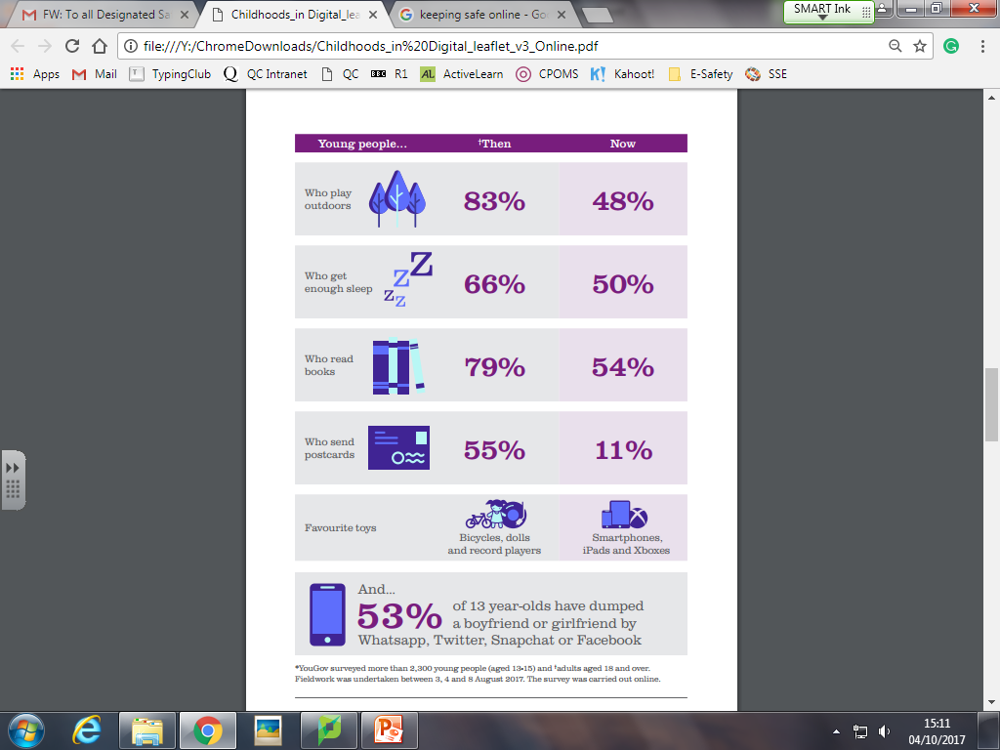 FW: To all Designated Sa
Childhoods_in Digital_lea
keeping safe online - Goo
SMART Ink
file:///Y:/ChromeDownloads/Childhoods_in%20Digital_leaflet_v3_Online.pdf
Apps Mail TypingClub QC Intranet QC BBC R1 AL ActiveLearn CPOMS K! Kahoot! E-Safety SSE
Young people... †Then Now
Who play
outdoors
83% 48%
Who get
enough sleep
z z Z Z
66% 50%
Who read
books
79% 54%
Who send
postcards
55% 11%
Favourite toys
Bicycles, dolls
and record players
Smartphones,
iPads and Xboxes
And...
53% of 13 year-olds have dumped
a boyfriend or girlfriend by
Whatsapp, Twitter, Snapchat or Facebook
*YouGov surveyed more than 2,300 young people (aged 13-15) and †adults aged 18 and over.
Fieldwork was undertaken between 3, 4 and 8 August 2017. The survey was carried out online.
15:11
04/10/2017